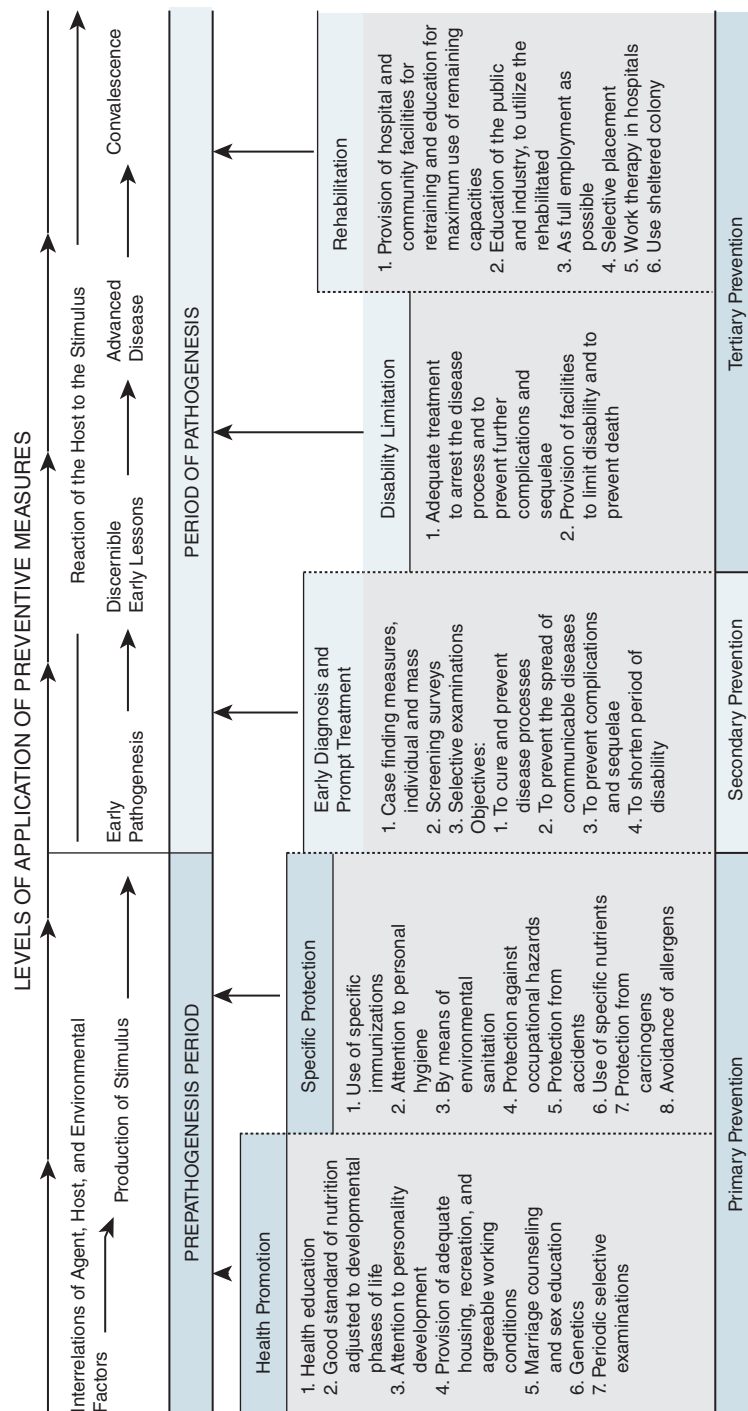 LEVELS OF APPLICATION OF PREVENTIVE MEASURES
Interrelations of Agent, Host, and Environmental
Factors
Production of Stimulus
Reaction of the Host to the Stimulus
Early
Pathogenesis
Discernible
Early Lessons
Advanced
Disease
Convalescence
PREPATHOGENESIS PERIOD
PERIOD OF PATHOGENESIS
Health Promotion
1. Health education
2. Good standard of nutrition
adjusted to developmental
phases of life
3. Attention to personality
development
4. Provision of adequate
housing, recreation, and
agreeable working
conditions
5. Marriage counseling
and sex education
6. Genetics
7. Periodic selective
examinations
Specific Protection
1. Use of specific
immunizations
2. Attention to personal
hygiene
3. By means of
environmental
sanitation
4. Protection against
occupational hazards
5. Protection from
accidents
6. Use of specific nutrients
7. Protection from
carcinogens
8. Avoidance of allergens
Early Diagnosis and
Prompt Treatment
1. Case finding measures,
individual and mass
2. Screening surveys
3. Selective examinations
Objectives:
1. To cure and prevent
disease processes
2. To prevent the spread of
communicable diseases
3. To prevent complications
and sequelae
4. To shorten period of
disability
Disability Limitation
1. Adequate treatment
to arrest the disease
process and to
prevent further
complications and
sequelae
2. Provision of facilities
to limit disability and to
prevent death
Rehabilitation
1. Provision of hospital and
community facilities for
retraining and education for
maximum use of remaining
capacities
2. Education of the public
and industry, to utilize the
rehabilitated
3. As full employment as
possible
4. Selective placement
5. Work therapy in hospitals
6. Use sheltered colony
Primary Prevention
Secondary Prevention
Tertiary Prevention